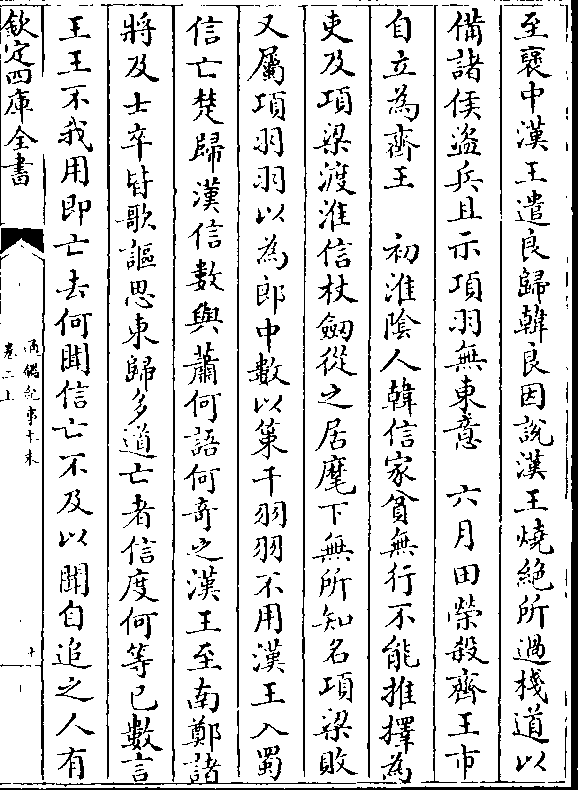 至襃中漢王遣良歸韓良因說漢王燒絶所過棧道以
備諸侯盜兵且示項羽無東意　六月田榮殺齊王市
自立為齊王　初淮陰人韓信家貧無行不能推擇為
吏及項梁渡淮信杖劒從之居麾下無所知名項梁敗
又屬項羽羽以為郎中數以策干羽羽不用漢王入蜀
信亡楚歸漢信數與蕭何語何奇之漢王至南鄭諸
將及士卒皆歌謳思東歸多道亡者信度何等已數言
王王不我用即亡去何聞信亡不及以聞自追之人有
欽定四庫全書
通鑑紀事本末
卷二上
十